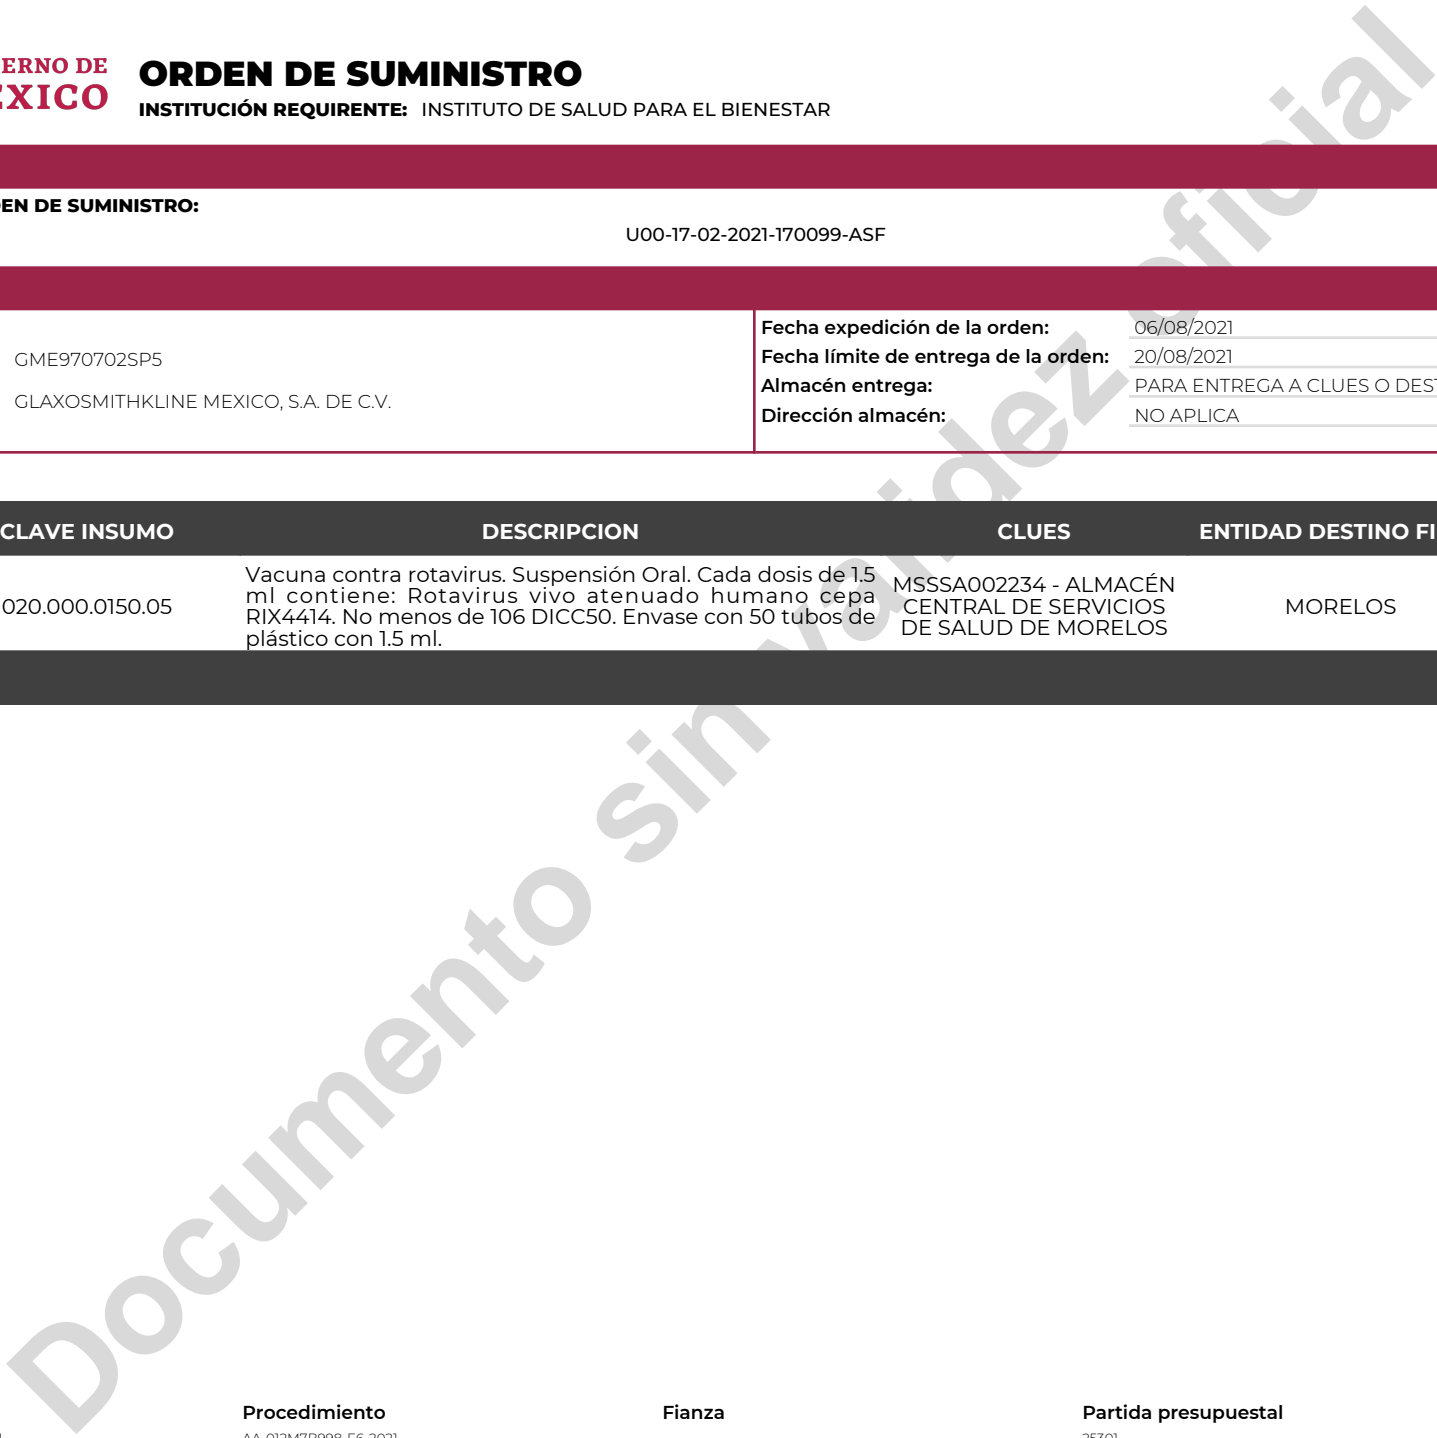 ERNO DE
EXICO
ORDEN DE SUMINISTRO
INSTITUCIÓN REQUIRENTE: INSTITUTO DE SALUD PARA EL BIENESTAR
EN DE SUMINISTRO:
U00-17-02-2021-170099-ASF
GME970702SP5
GLAXOSMITHKLINE MEXICO, S.A. DE C.V.
Fecha expedición de la orden: 06/08/2021
Fecha límite de entrega de la orden: 20/08/2021
Almacén entrega: PARA ENTREGA A CLUES O DEST
Dirección almacén: NO APLICA
CLAVE INSUMO DESCRIPCION CLUES ENTIDAD DESTINO FI
020.000.0150.05
Vacuna contra rotavirus. Suspensión Oral. Cada dosis de 1.5
ml contiene: Rotavirus vivo atenuado humano cepa
RIX4414. No menos de 106 DICC50. Envase con 50 tubos de
plástico con 1.5 ml.
MSSSA002234 - ALMACÉN
CENTRAL DE SERVICIOS
DE SALUD DE MORELOS
MORELOS
Documento sin validez oficial
Procedimiento Fianza Partida presupuestal